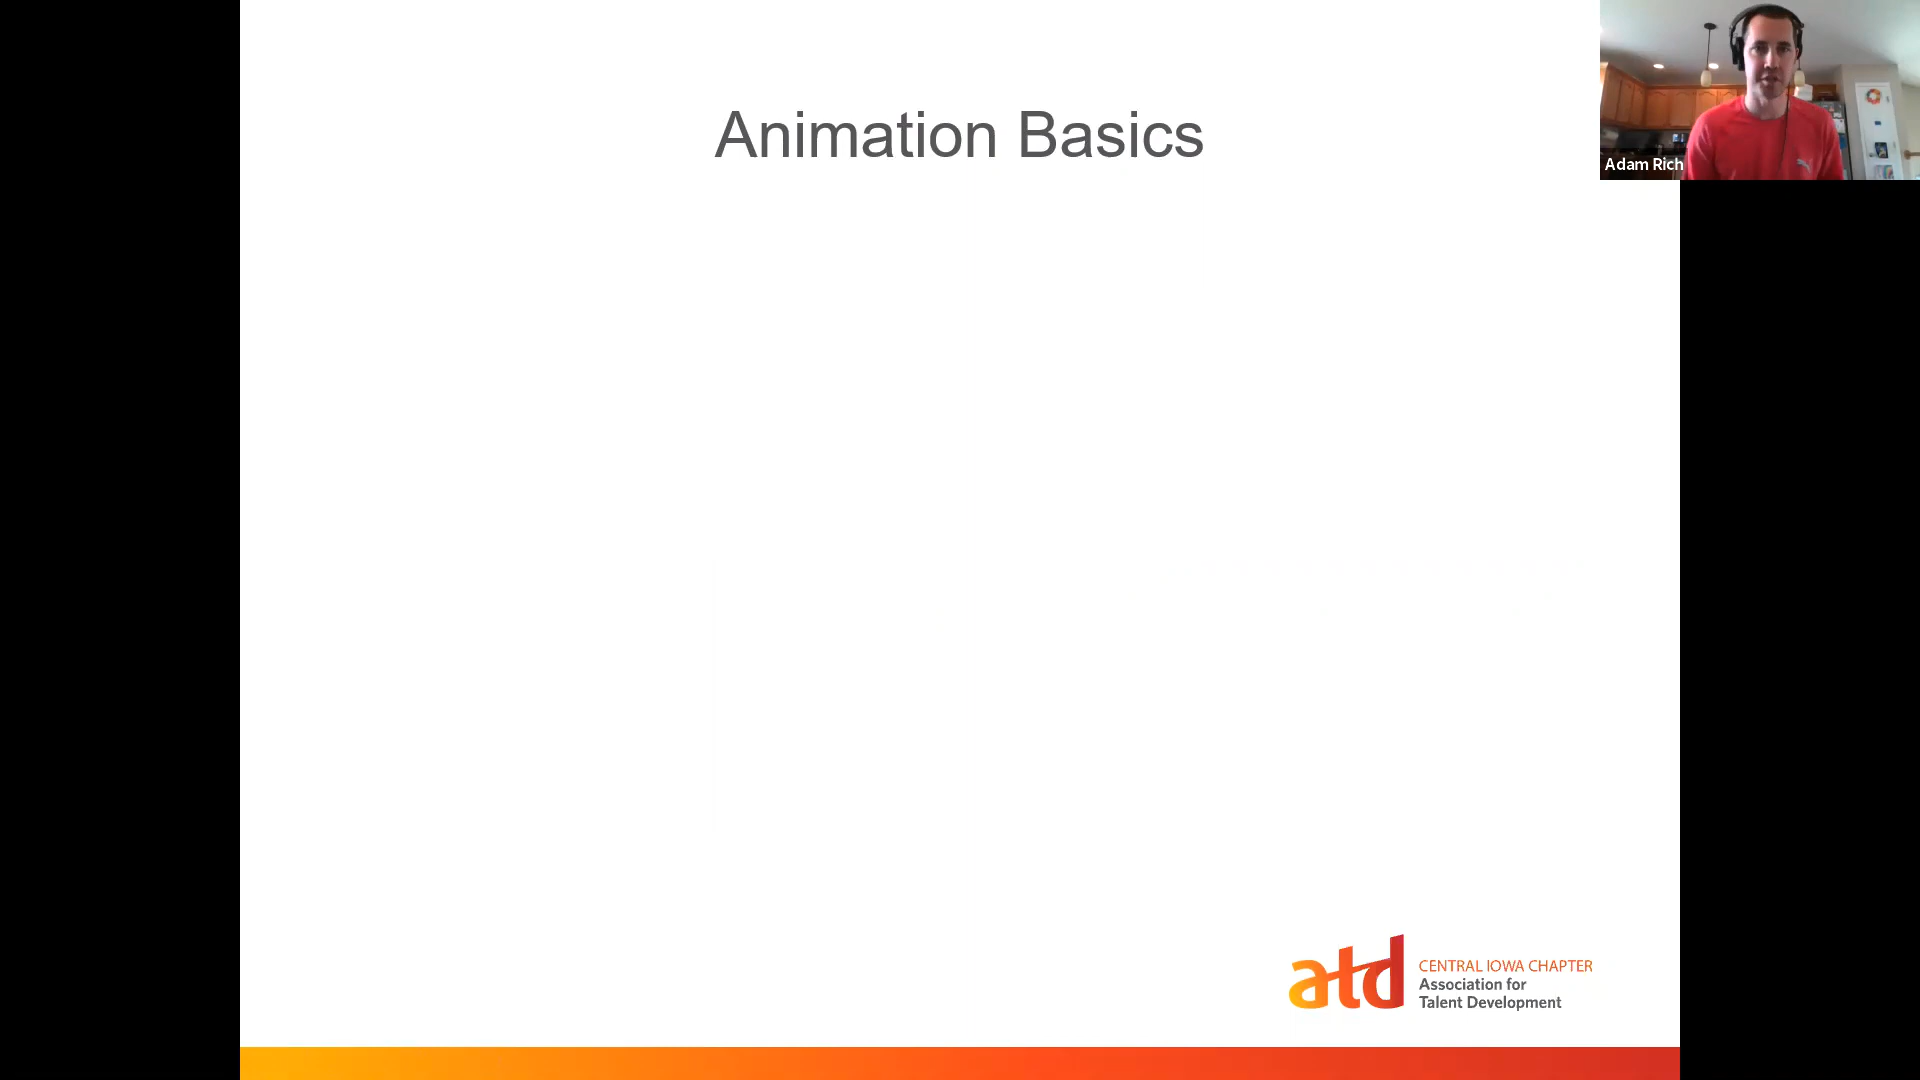 Animation Basics
Adam Rich
atd
CENTRAL IOWA CHAPTER
Association for
Talent Development